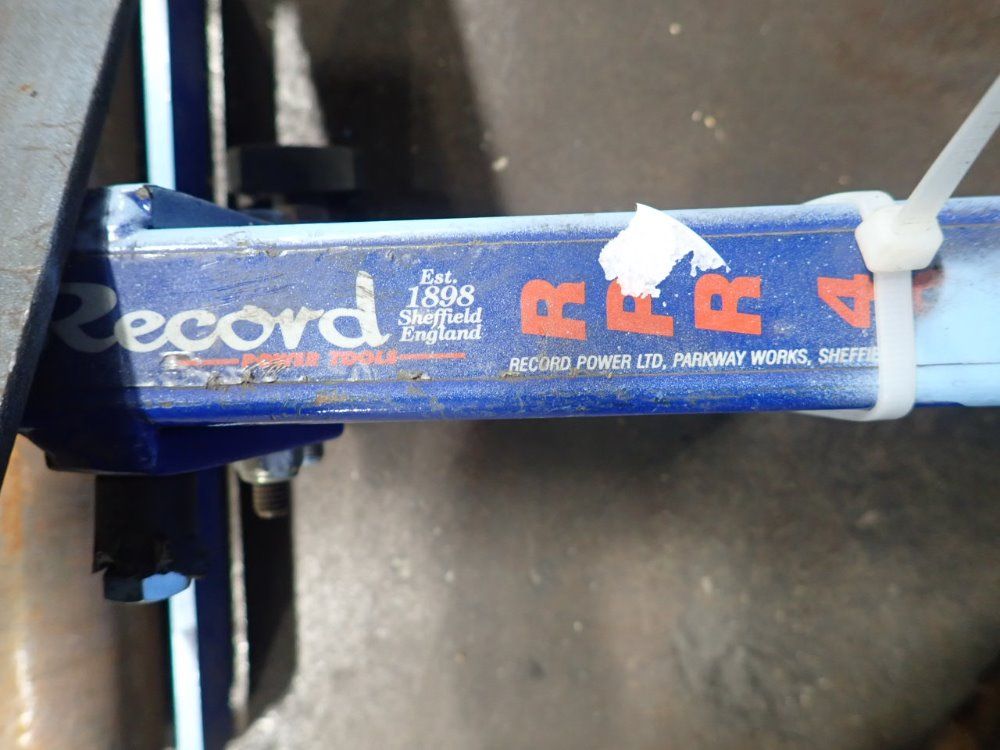 Record
POWER TOOLS
Est.
1898
Sheffield
England
R P R 4
RECORD POWER LTD, PARKWAY WORKS, SHEFFIE